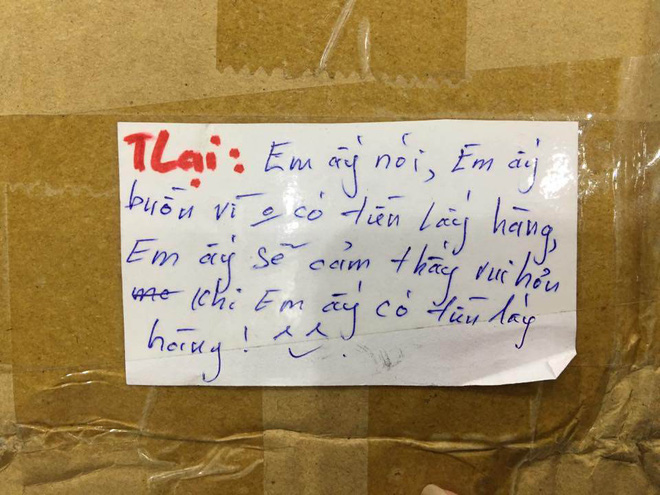 TLại: Em ấy nói, Em ấy
buồn vì o có tiền lấy hàng,
Em ấy sẽ cảm thấy vui hơn
khi Em ấy có tiền lấy
hàng! ^‿^.